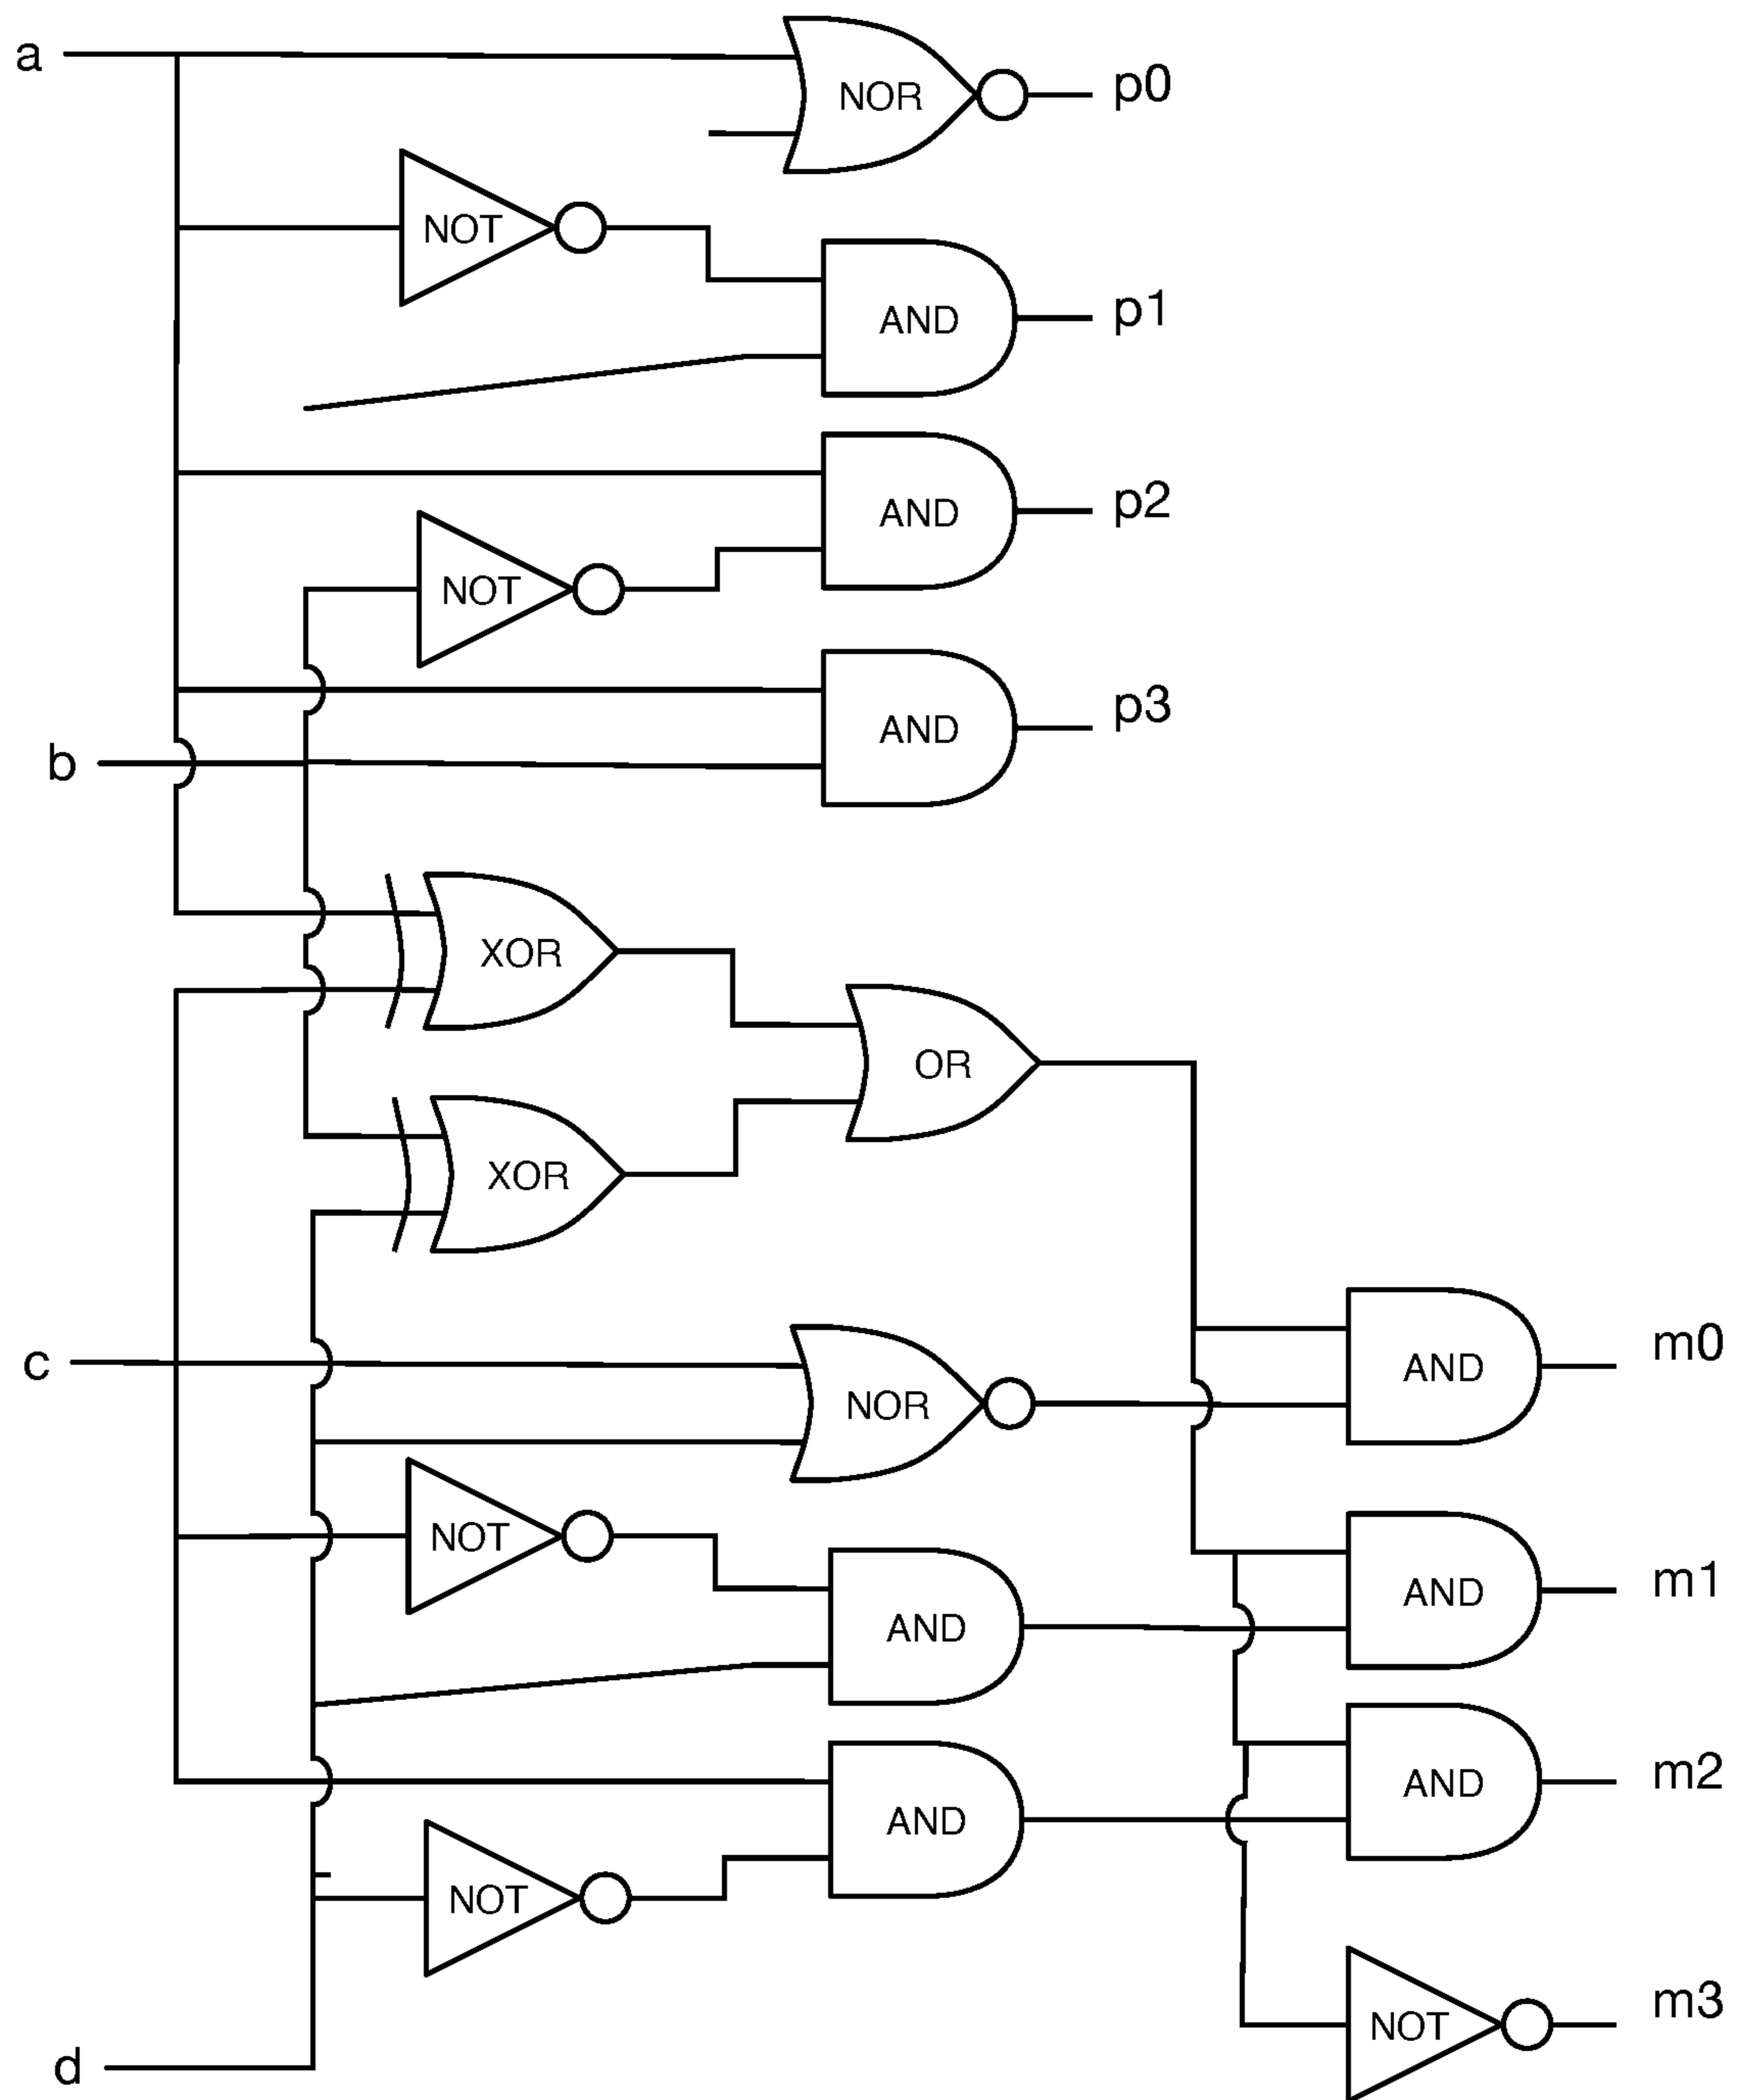 a
NOR
p0
NOT
AND
p1
AND
p2
NOT
AND
p3
b
XOR
OR
XOR
AND
m0
c
NOR
NOT
AND
m1
AND
AND
m2
AND
NOT
NOT
m3
d